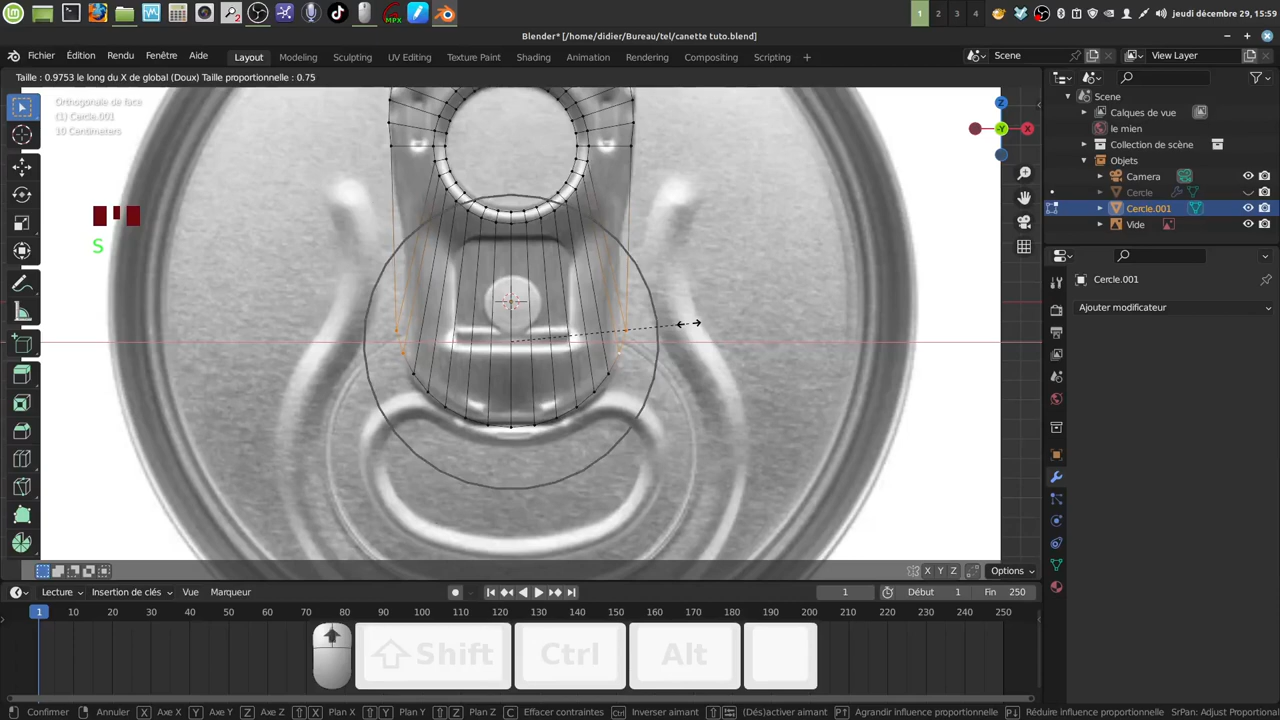 1
2
3
4
jeudi décembre 29, 15:59
Blender* [/home/didier/Bureau/tel/canette tuto.blend]
Fichier Édition Rendu Fenêtre Aide
Layout Modeling Sculpting UV Editing Texture Paint Shading Animation Rendering Compositing Scripting +
Scene
View Layer
Taille : 0.9753 le long du X de global (Doux) Taille proportionnelle : 0.75
Orthogonale de face
(1) Cercle.001
10 Centimeters
Z
-Y
X
S
Scene
Calques de vue
le mien
Collection de scène
Objets
Camera
Cercle
Cercle.001
Vide
Cercle.001
Ajouter modificateur
X Y Z
Options
Lecture Insertion de clés Vue Marqueur
1
Début 1
Fin 250
1 10 20 30 40 50 60 70 80 90 100 110 120 130 140 150 160 170 180 190 200 210 220 230 240 250
Shift Ctrl Alt
Confirmer Annuler X Axe X Y Axe Y Z Axe Z X Plan X Y Plan Y Z Plan Z C Effacer contraintes Ctrl Inverser aimant (Dés)activer aimant P↑ Agrandir influence proportionnelle P↓ Réduire influence proportionnelle SrPan: Adjust Proportional I